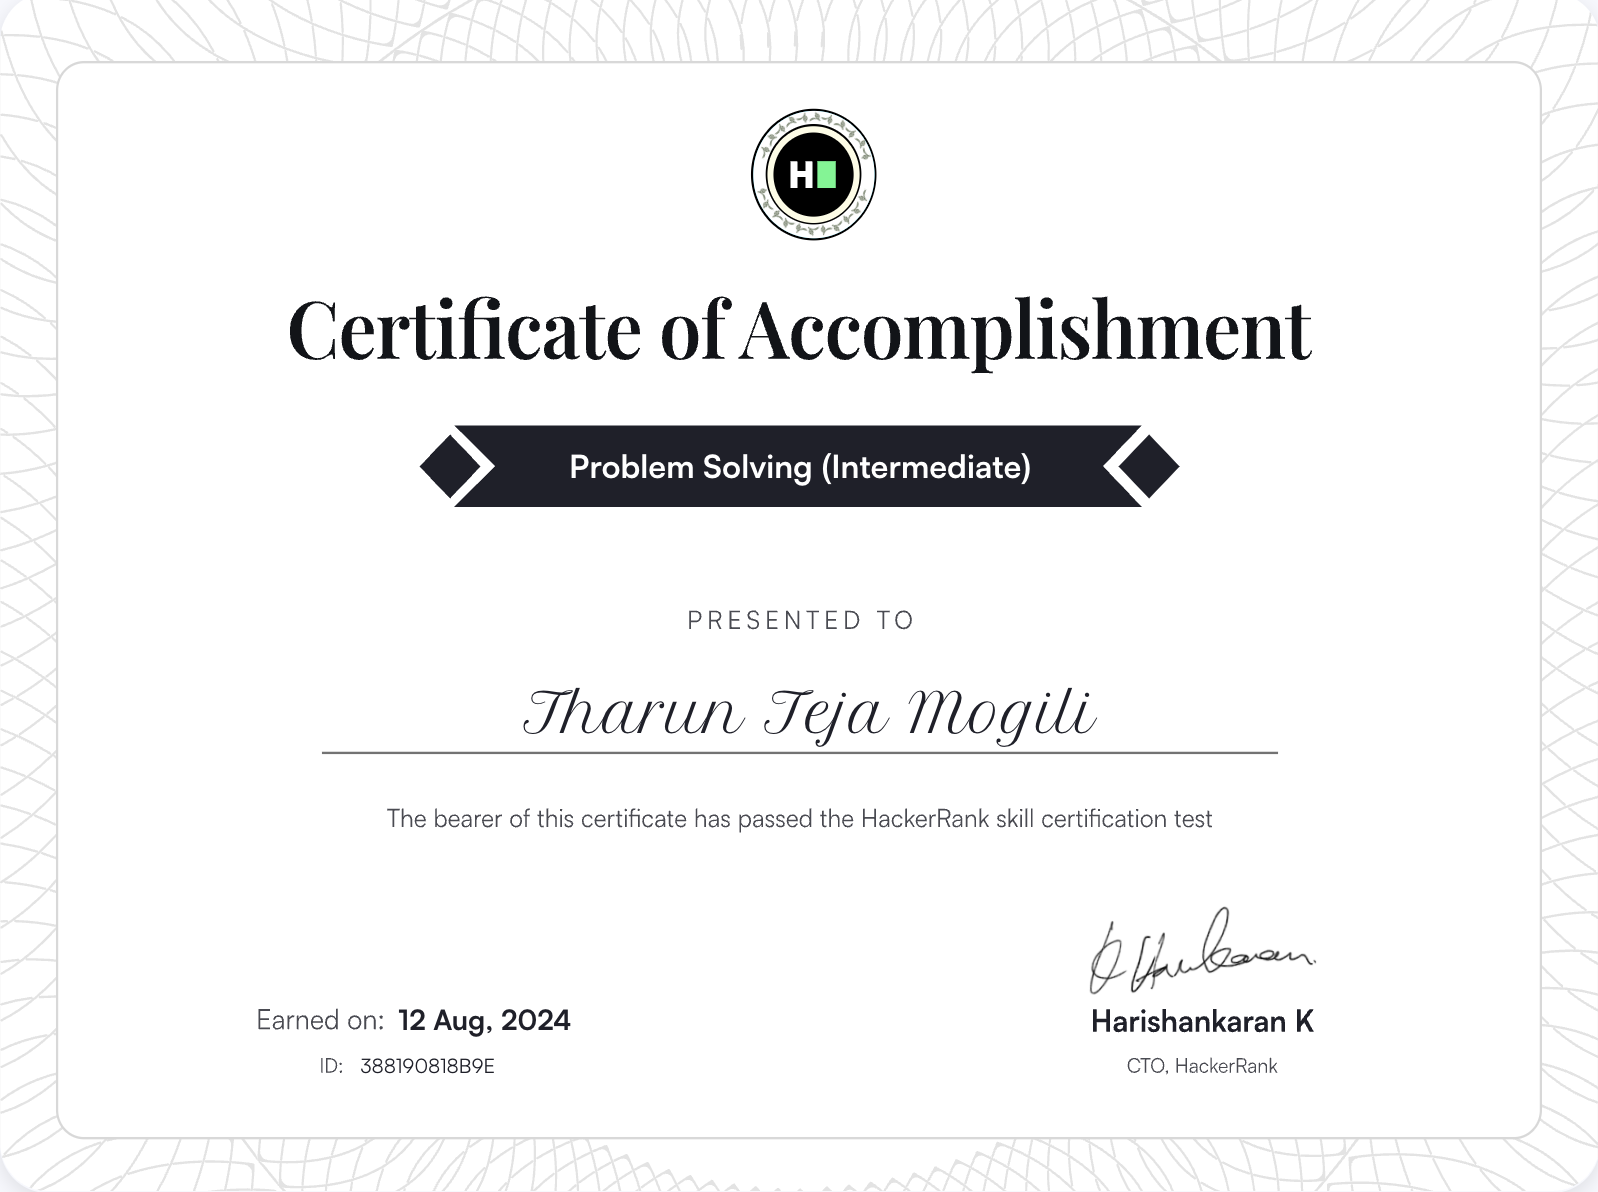 H
Certificate of Accomplishment
Problem Solving (Intermediate)
PRESENTED TO
Tharun Teja Mogili
The bearer of this certificate has passed the HackerRank skill certification test
Earned on: 12 Aug, 2024
ID: 388190818B9E
Harishankaran K
CTO, HackerRank